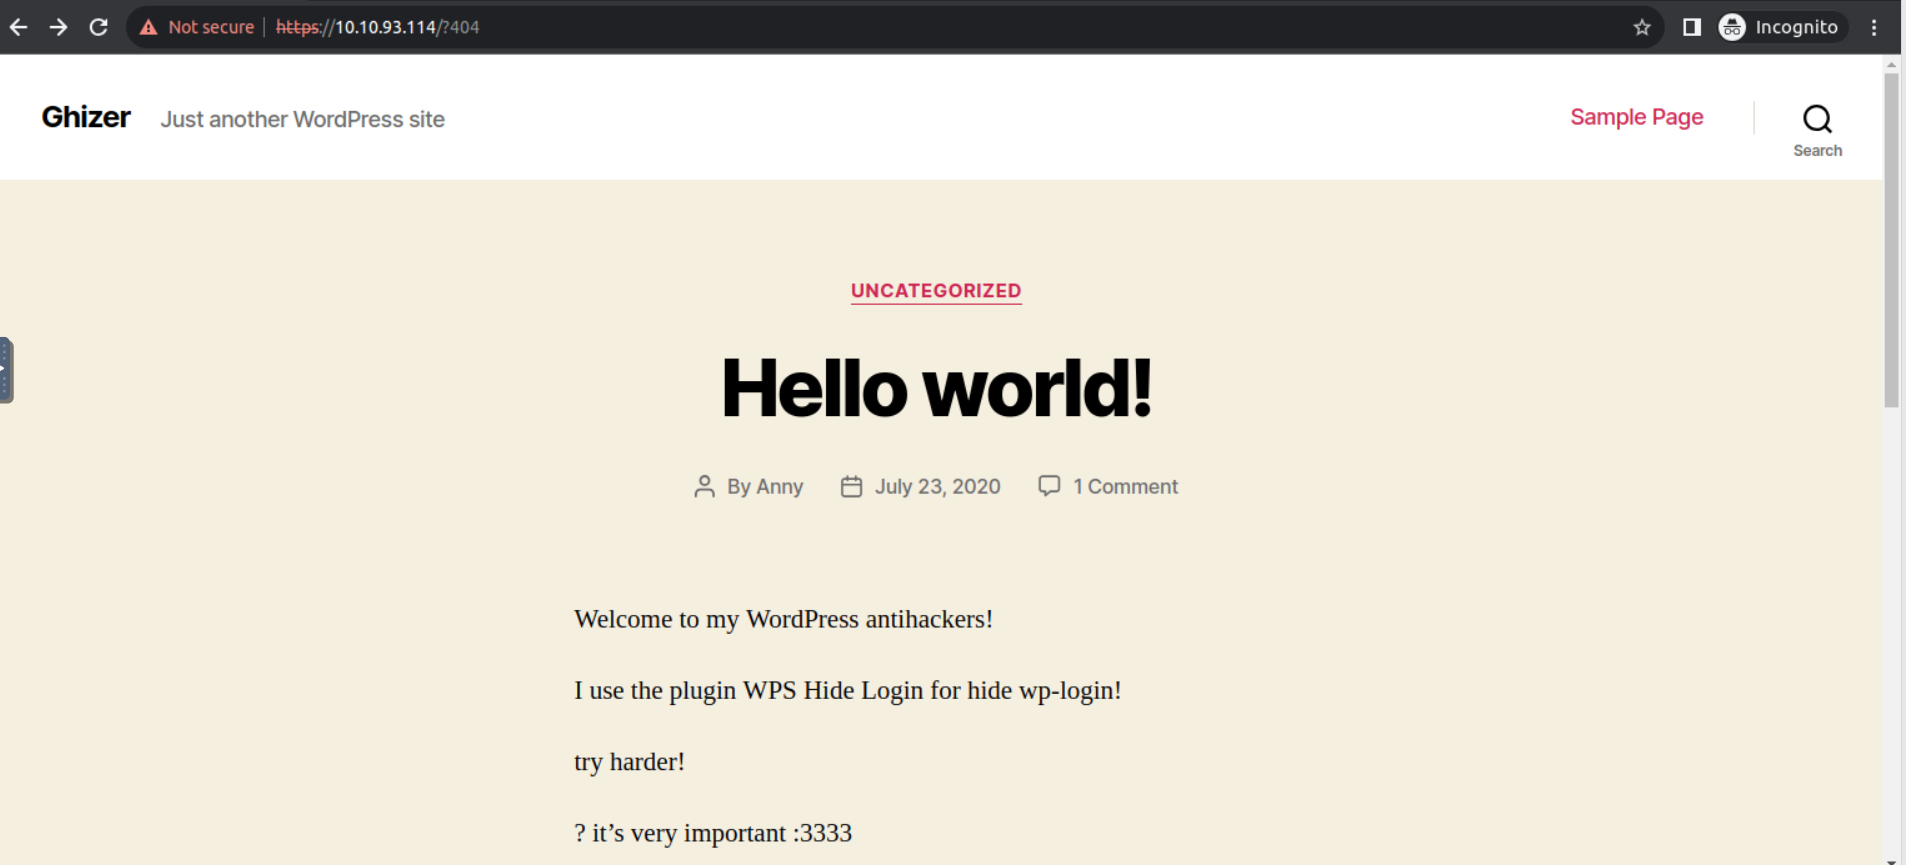 Not secure | https://10.10.93.114/?404
Incognito
Ghizer Just another WordPress site
Sample Page
Search
UNCATEGORIZED
Hello world!
By Anny July 23, 2020 1 Comment
Welcome to my WordPress antihackers!
I use the plugin WPS Hide Login for hide wp-login!
try harder!
? it’s very important :3333